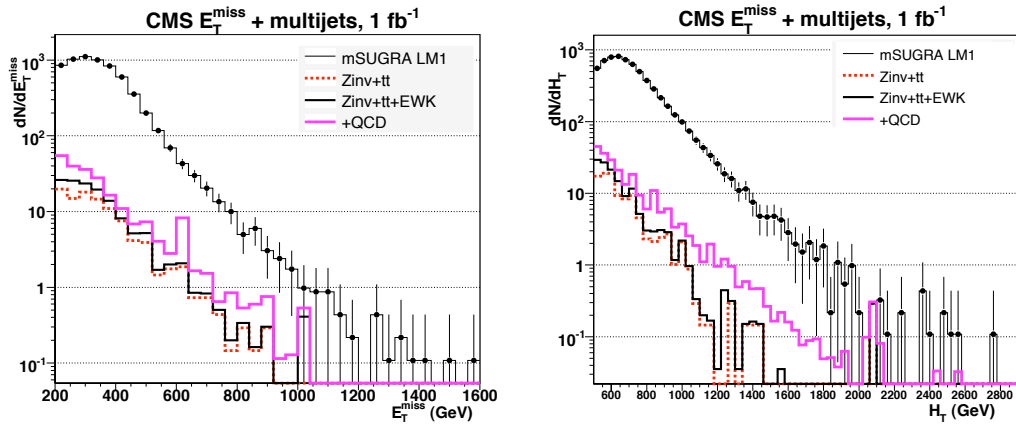 CMS E_T^miss + multijets, 1 fb^-1
dN/dE_T^miss
10^3
10^2
10
1
10^-1
mSUGRA LM1
Zinv+tt
Zinv+tt+EWK
+QCD
200 400 600 800 1000 1200 1400 1600
E_T^miss (GeV)
CMS E_T^miss + multijets, 1 fb^-1
dN/dH_T
10^3
10^2
10
1
10^-1
mSUGRA LM1
Zinv+tt
Zinv+tt+EWK
+QCD
600 800 1000 1200 1400 1600 1800 2000 2200 2400 2600 2800
H_T (GeV)